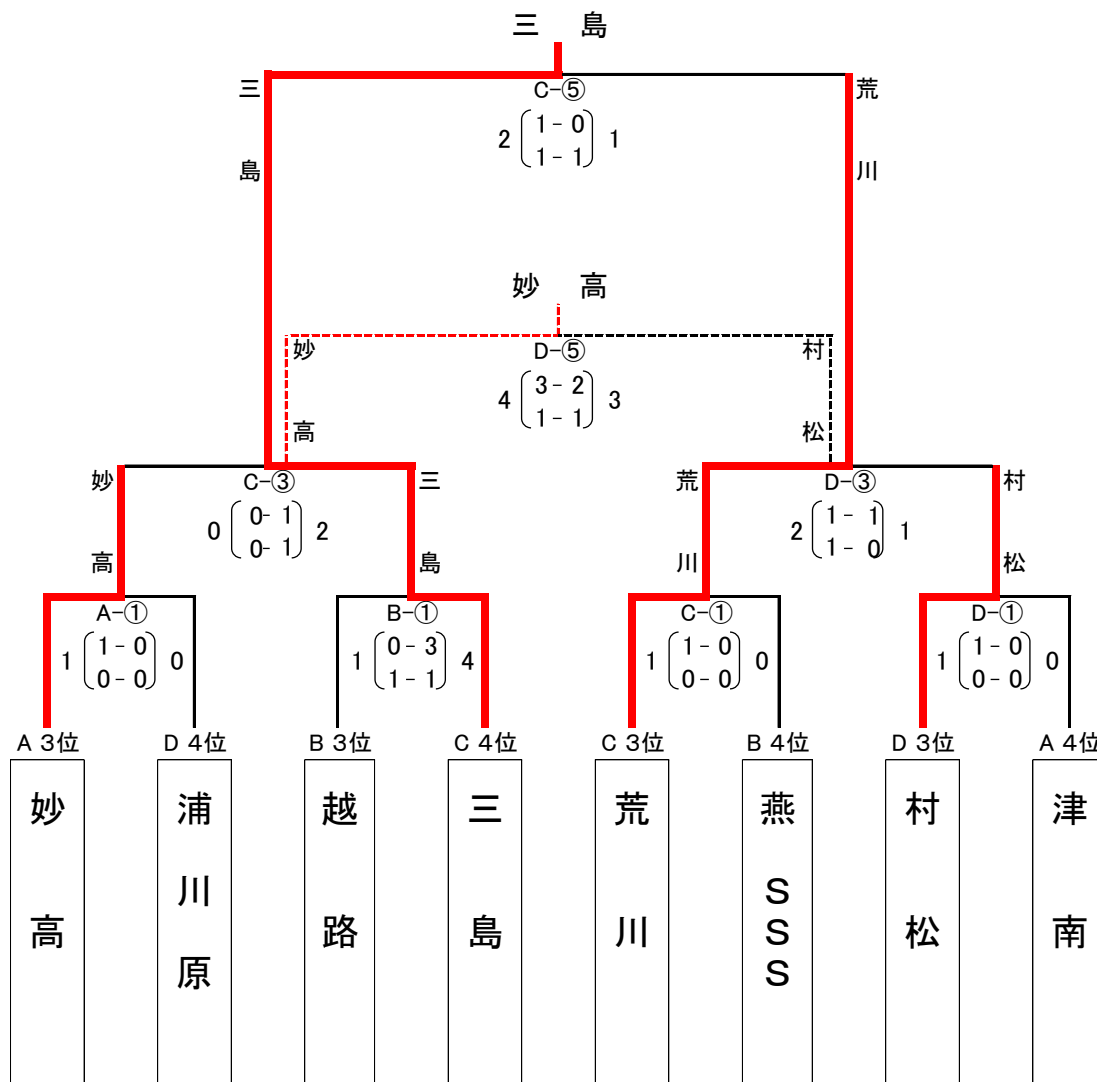 三 島
三島
荒川
C-⑤
2 1 - 0 1
1 - 1
妙 高
妙高
村松
D-⑤
4 3 - 2 3
1 - 1
妙高
三島
C-③
0 0- 1 2
0- 1
荒川
村松
D-③
2 1 - 1 1
1 - 0
A-①
1 1 - 0 0
0 - 0
B-①
1 0 - 3 4
1 - 1
C-①
1 1 - 0 0
0 - 0
D-①
1 1 - 0 0
0 - 0
A 3位 D 4位 B 3位 C 4位 C 3位 B 4位 D 3位 A 4位
妙高
浦川原
越路
三島
荒川
燕SSS
村松
津南